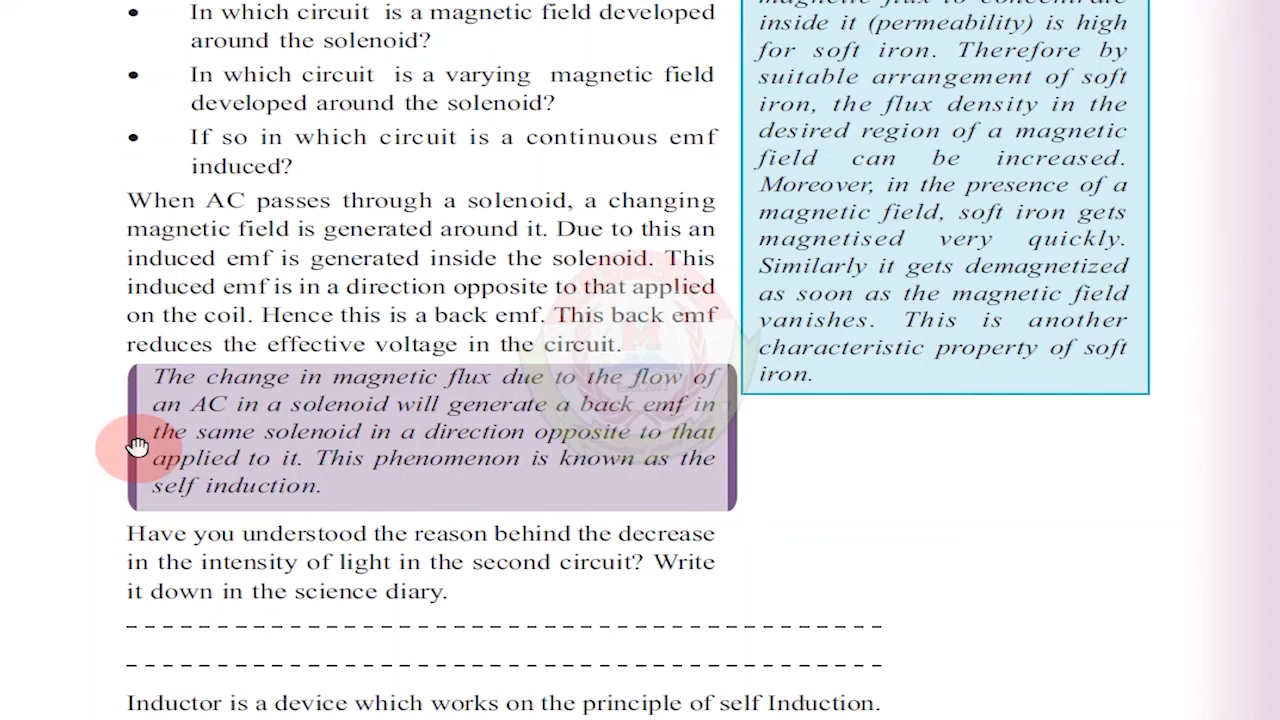 • In which circuit is a magnetic field developed
around the solenoid?
• In which circuit is a varying magnetic field
developed around the solenoid?
• If so in which circuit is a continuous emf
induced?
When AC passes through a solenoid, a changing
magnetic field is generated around it. Due to this an
induced emf is generated inside the solenoid. This
induced emf is in a direction opposite to that applied
on the coil. Hence this is a back emf. This back emf
reduces the effective voltage in the circuit.
The change in magnetic flux due to the flow of
an AC in a solenoid will generate a back emf in
the same solenoid in a direction opposite to that
applied to it. This phenomenon is known as the
self induction.
Have you understood the reason behind the decrease
in the intensity of light in the second circuit? Write
it down in the science diary.
Inductor is a device which works on the principle of self Induction.
magnetic flux to concentrate
inside it (permeability) is high
for soft iron. Therefore by
suitable arrangement of soft
iron, the flux density in the
desired region of a magnetic
field can be increased.
Moreover, in the presence of a
magnetic field, soft iron gets
magnetised very quickly.
Similarly it gets demagnetized
as soon as the magnetic field
vanishes. This is another
characteristic property of soft
iron.